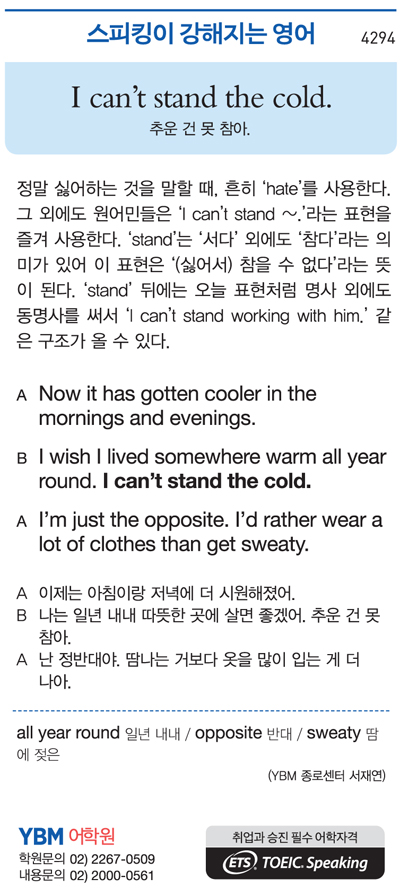 스피킹이 강해지는 영어
4294
I can't stand the cold.
추운 건 못 참아.
정말 싫어하는 것을 말할 때, 흔히 'hate'를 사용한다.
그 외에도 원어민들은 'I can't stand ～.'라는 표현을
즐겨 사용한다. 'stand'는 '서다' 외에도 '참다'라는 의
미가 있어 이 표현은 '(싫어서) 참을 수 없다'라는 뜻
이 된다. 'stand' 뒤에는 오늘 표현처럼 명사 외에도
동명사를 써서 'I can't stand working with him.' 같
은 구조가 올 수 있다.
A Now it has gotten cooler in the
mornings and evenings.
B I wish I lived somewhere warm all year
round. I can't stand the cold.
A I'm just the opposite. I'd rather wear a
lot of clothes than get sweaty.
A 이제는 아침이랑 저녁에 더 시원해졌어.
B 나는 일년 내내 따뜻한 곳에 살면 좋겠어. 추운 건 못
참아.
A 난 정반대야. 땀나는 거보다 옷을 많이 입는 게 더
나아.
all year round 일년 내내 / opposite 반대 / sweaty 땀
에 젖은
(YBM 종로센터 서재연)
YBM 어학원
학원문의 02) 2267-0509
내용문의 02) 2000-0561
취업과 승진 필수 어학자격
ETS TOEIC. Speaking